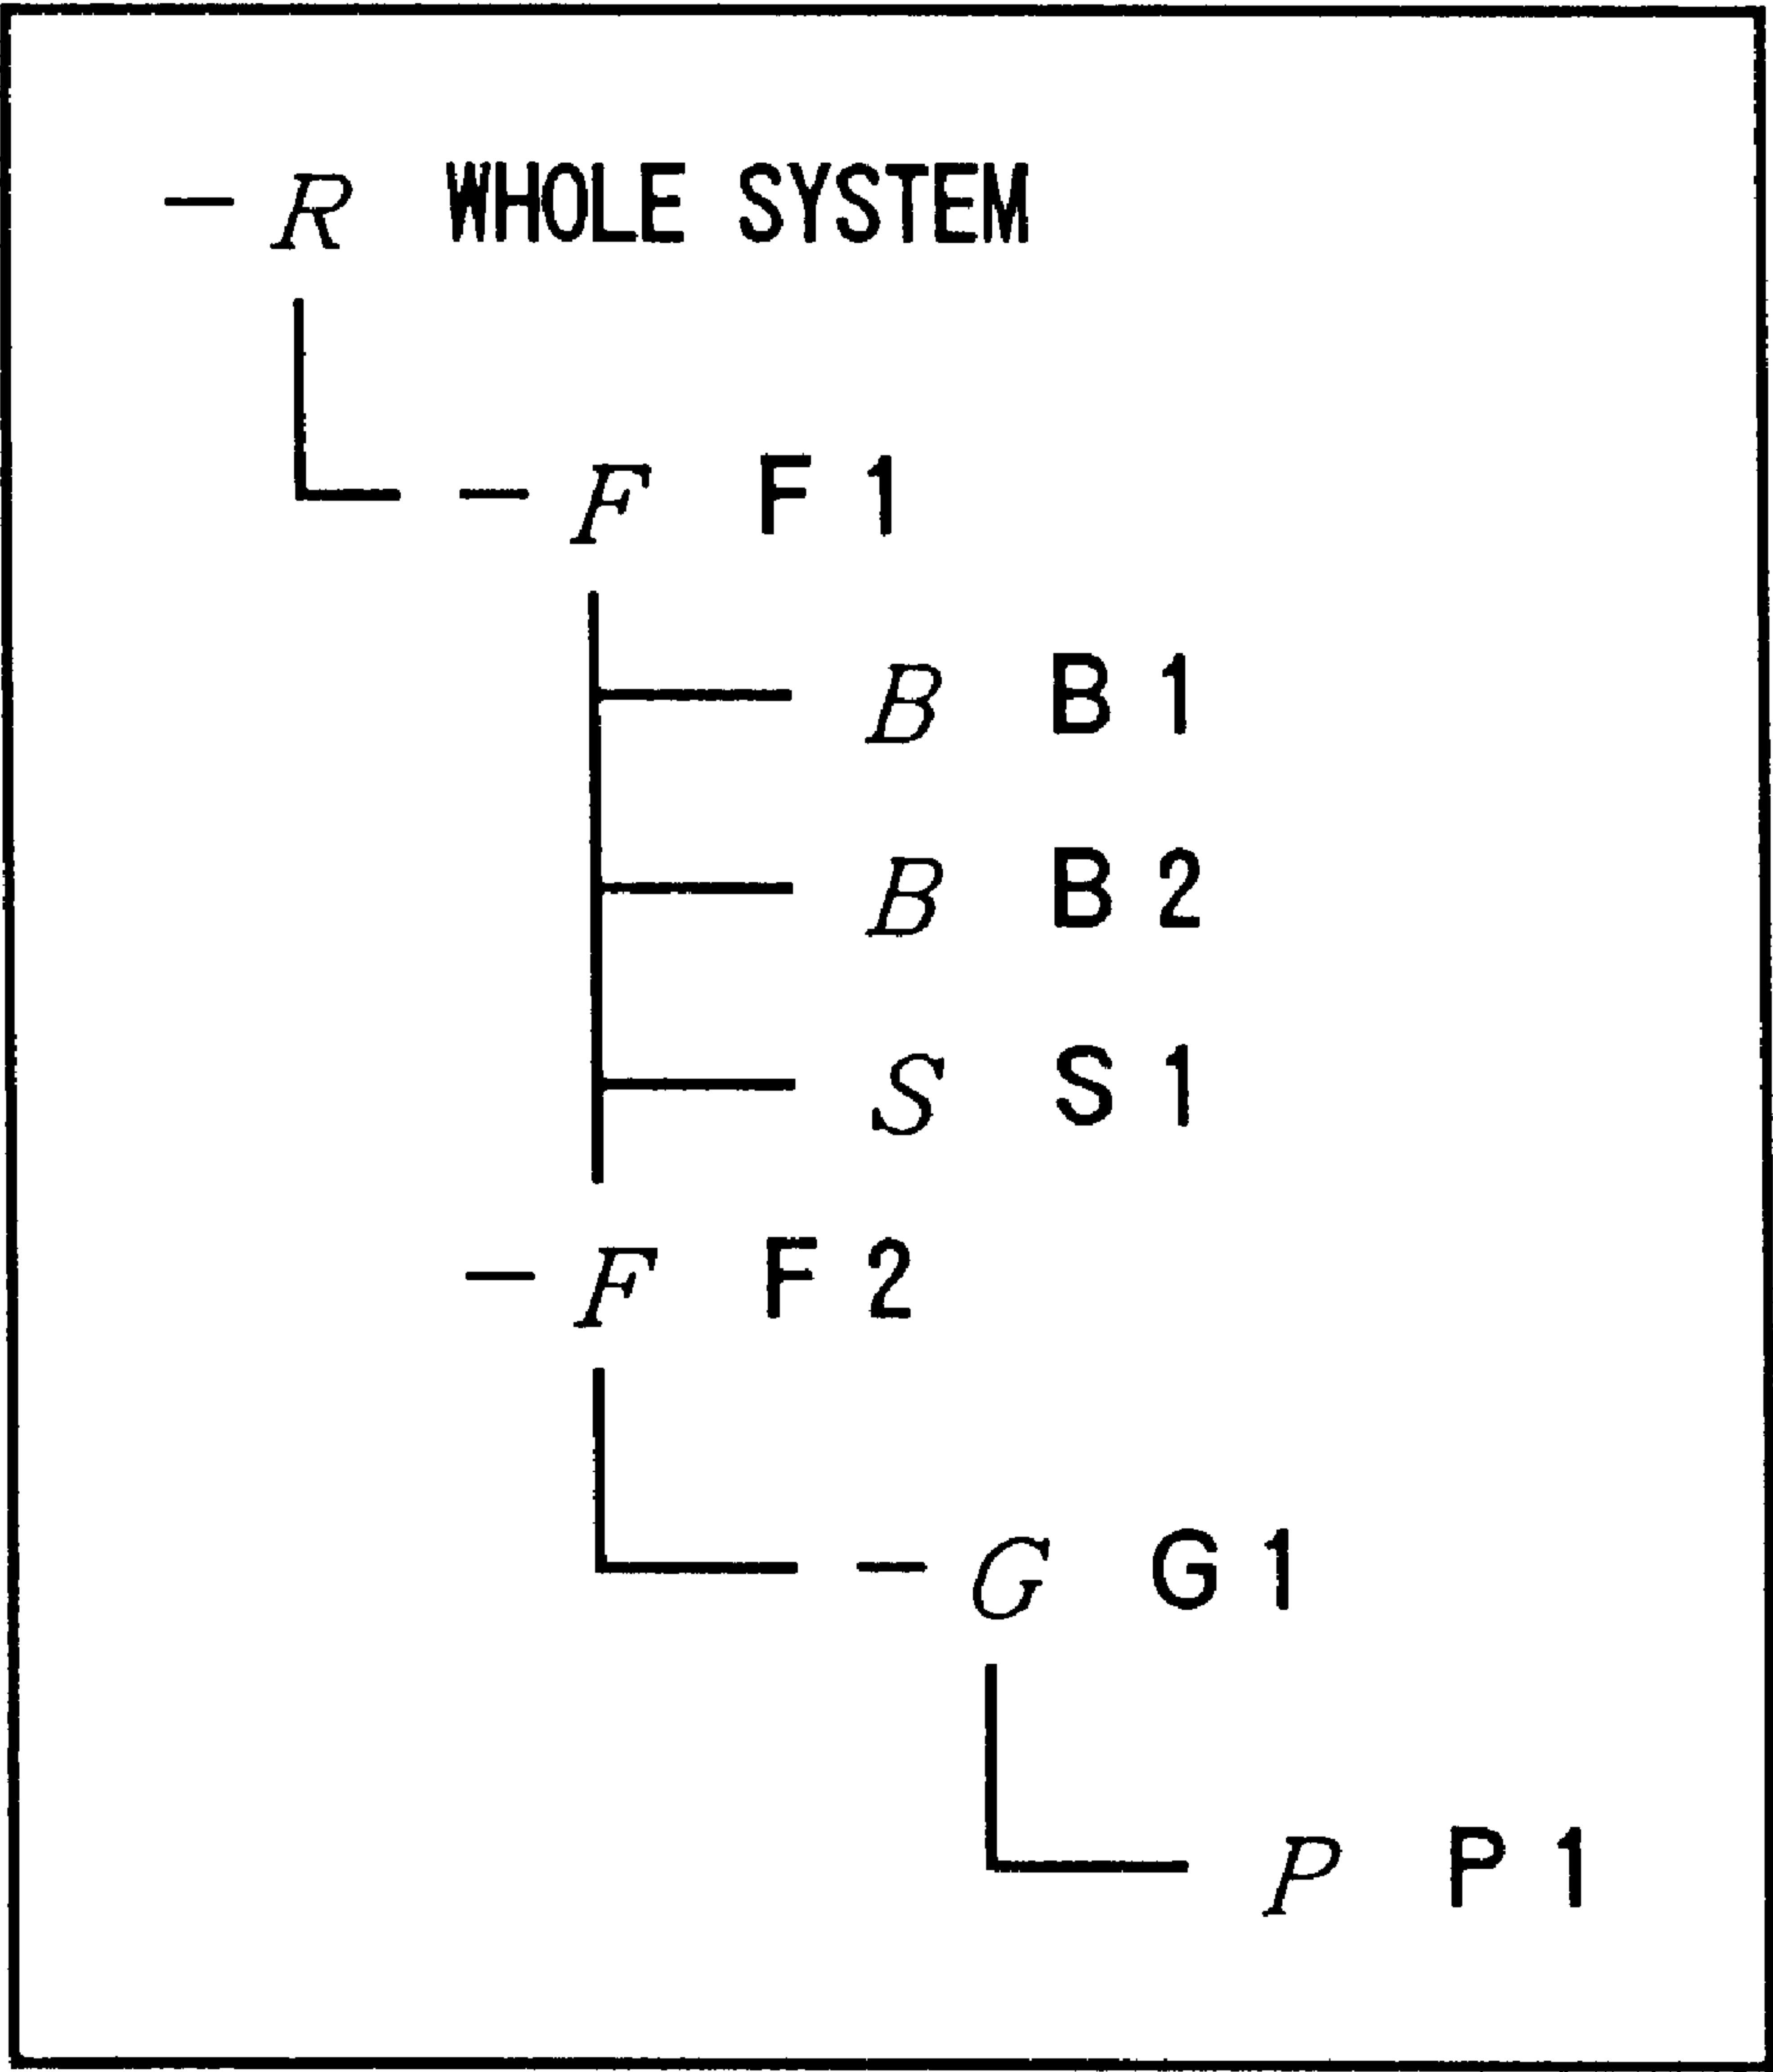 − R WHOLE SYSTEM
− F F1
B B1
B B2
S S1
− F F2
− G G1
P P1